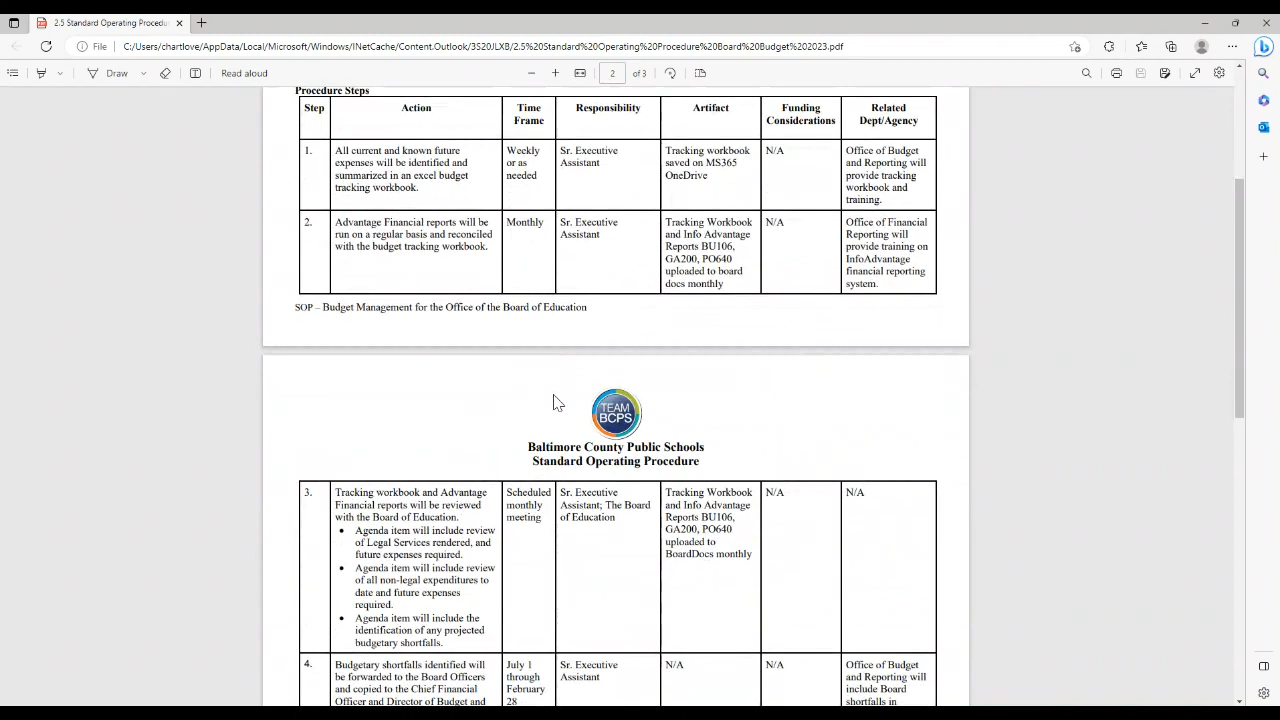 2.5 Standard Operating Procedu
File
C:/Users/chartlove/AppData/Local/Microsoft/Windows/INetCache/Content.Outlook/3S20JLXB/2.5%20Standard%20Operating%20Procedure%20Board%20Budget%202023.pdf
Draw
Read aloud
2
of 3
Procedure Steps
Step
Action
Time
Frame
Responsibility
Artifact
Funding
Considerations
Related
Dept/Agency
1.
All current and known future
expenses will be identified and
summarized in an excel budget
tracking workbook.
Weekly
or as
needed
Sr. Executive
Assistant
Tracking workbook
saved on MS365
OneDrive
N/A
Office of Budget
and Reporting will
provide tracking
workbook and
training.
2.
Advantage Financial reports will be
run on a regular basis and reconciled
with the budget tracking workbook.
Monthly
Sr. Executive
Assistant
Tracking Workbook
and Info Advantage
Reports BU106,
GA200, PO640
uploaded to board
docs monthly
N/A
Office of Financial
Reporting will
provide training on
InfoAdvantage
financial reporting
system.
SOP – Budget Management for the Office of the Board of Education
TEAM
BCPS
Baltimore County Public Schools
Standard Operating Procedure
3.
Tracking workbook and Advantage
Financial reports will be reviewed
with the Board of Education.
• Agenda item will include review
of Legal Services rendered, and
future expenses required.
• Agenda item will include review
of all non-legal expenditures to
date and future expenses
required.
• Agenda item will include the
identification of any projected
budgetary shortfalls.
Scheduled
monthly
meeting
Sr. Executive
Assistant; The Board
of Education
Tracking Workbook
and Info Advantage
Reports BU106,
GA200, PO640
uploaded to
BoardDocs monthly
N/A
N/A
4.
Budgetary shortfalls identified will
be forwarded to the Board Officers
and copied to the Chief Financial
Officer and Director of Budget and
July 1
through
February
28
Sr. Executive
Assistant
N/A
N/A
Office of Budget
and Reporting will
include Board
shortfalls in